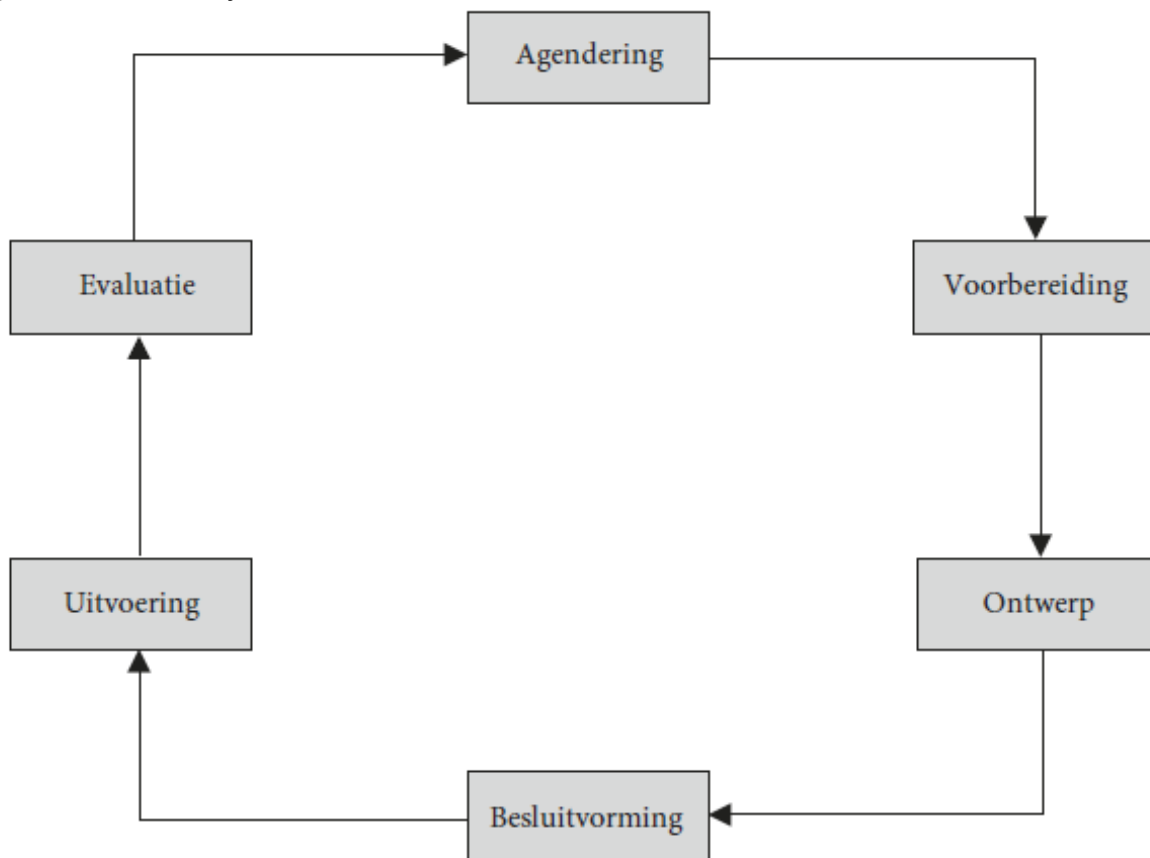 Agendering
Voorbereiding
Ontwerp
Besluitvorming
Uitvoering
Evaluatie